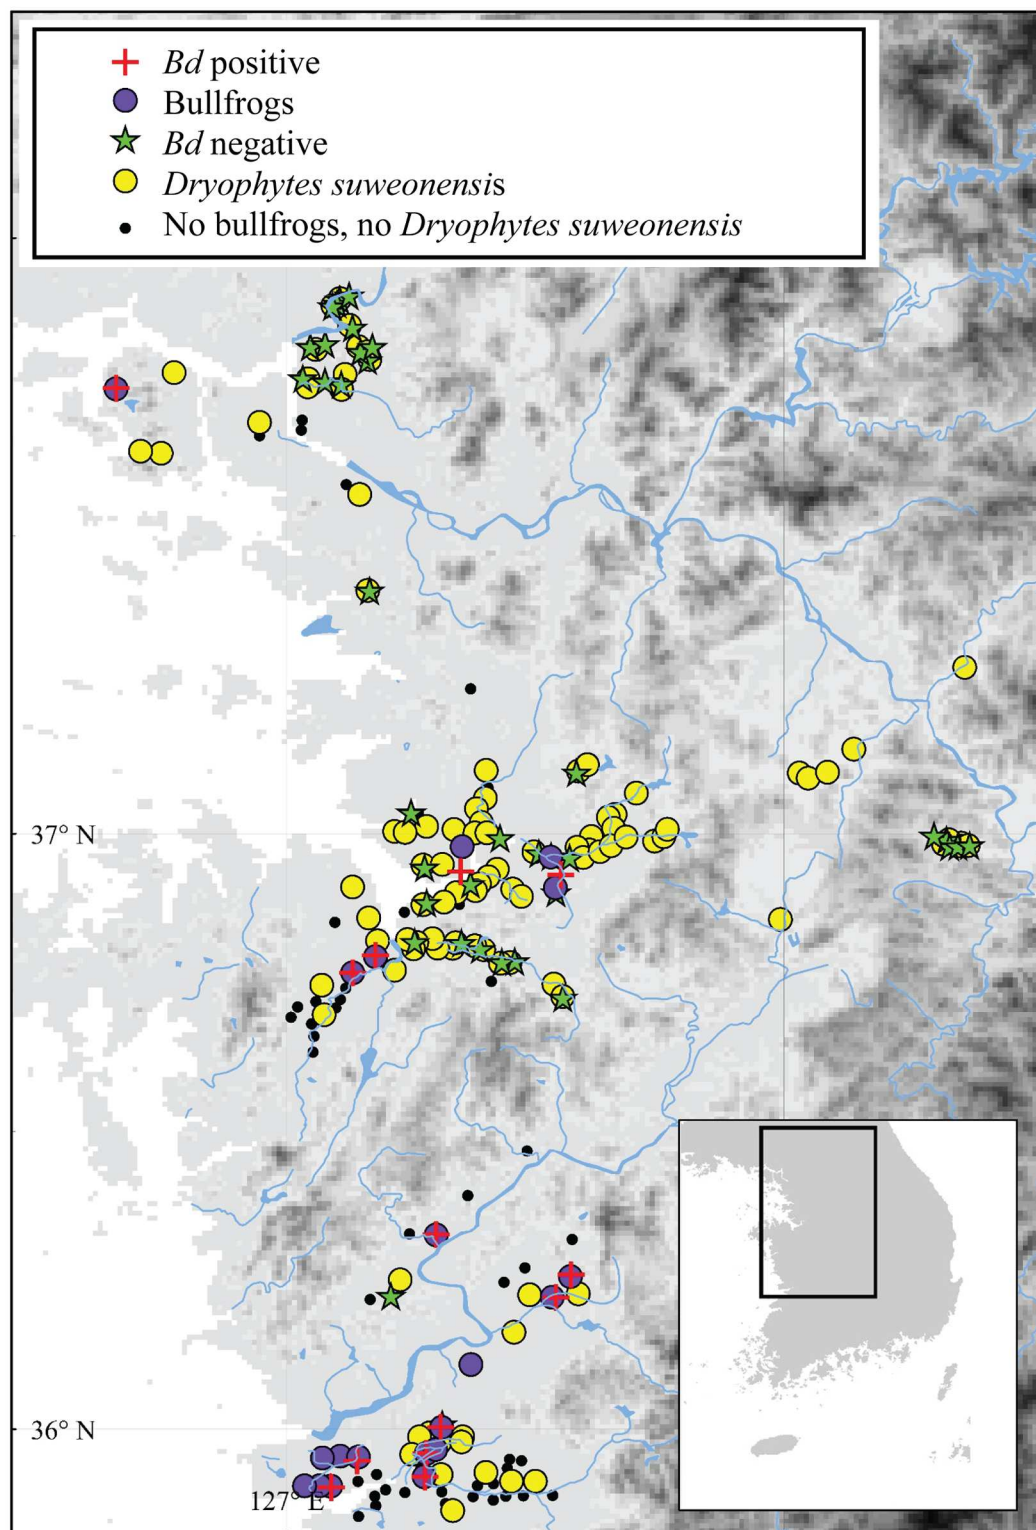 Bd positive
Bullfrogs
Bd negative
Dryophytes suweonensis
No bullfrogs, no Dryophytes suweonensis
37° N
36° N
127° E